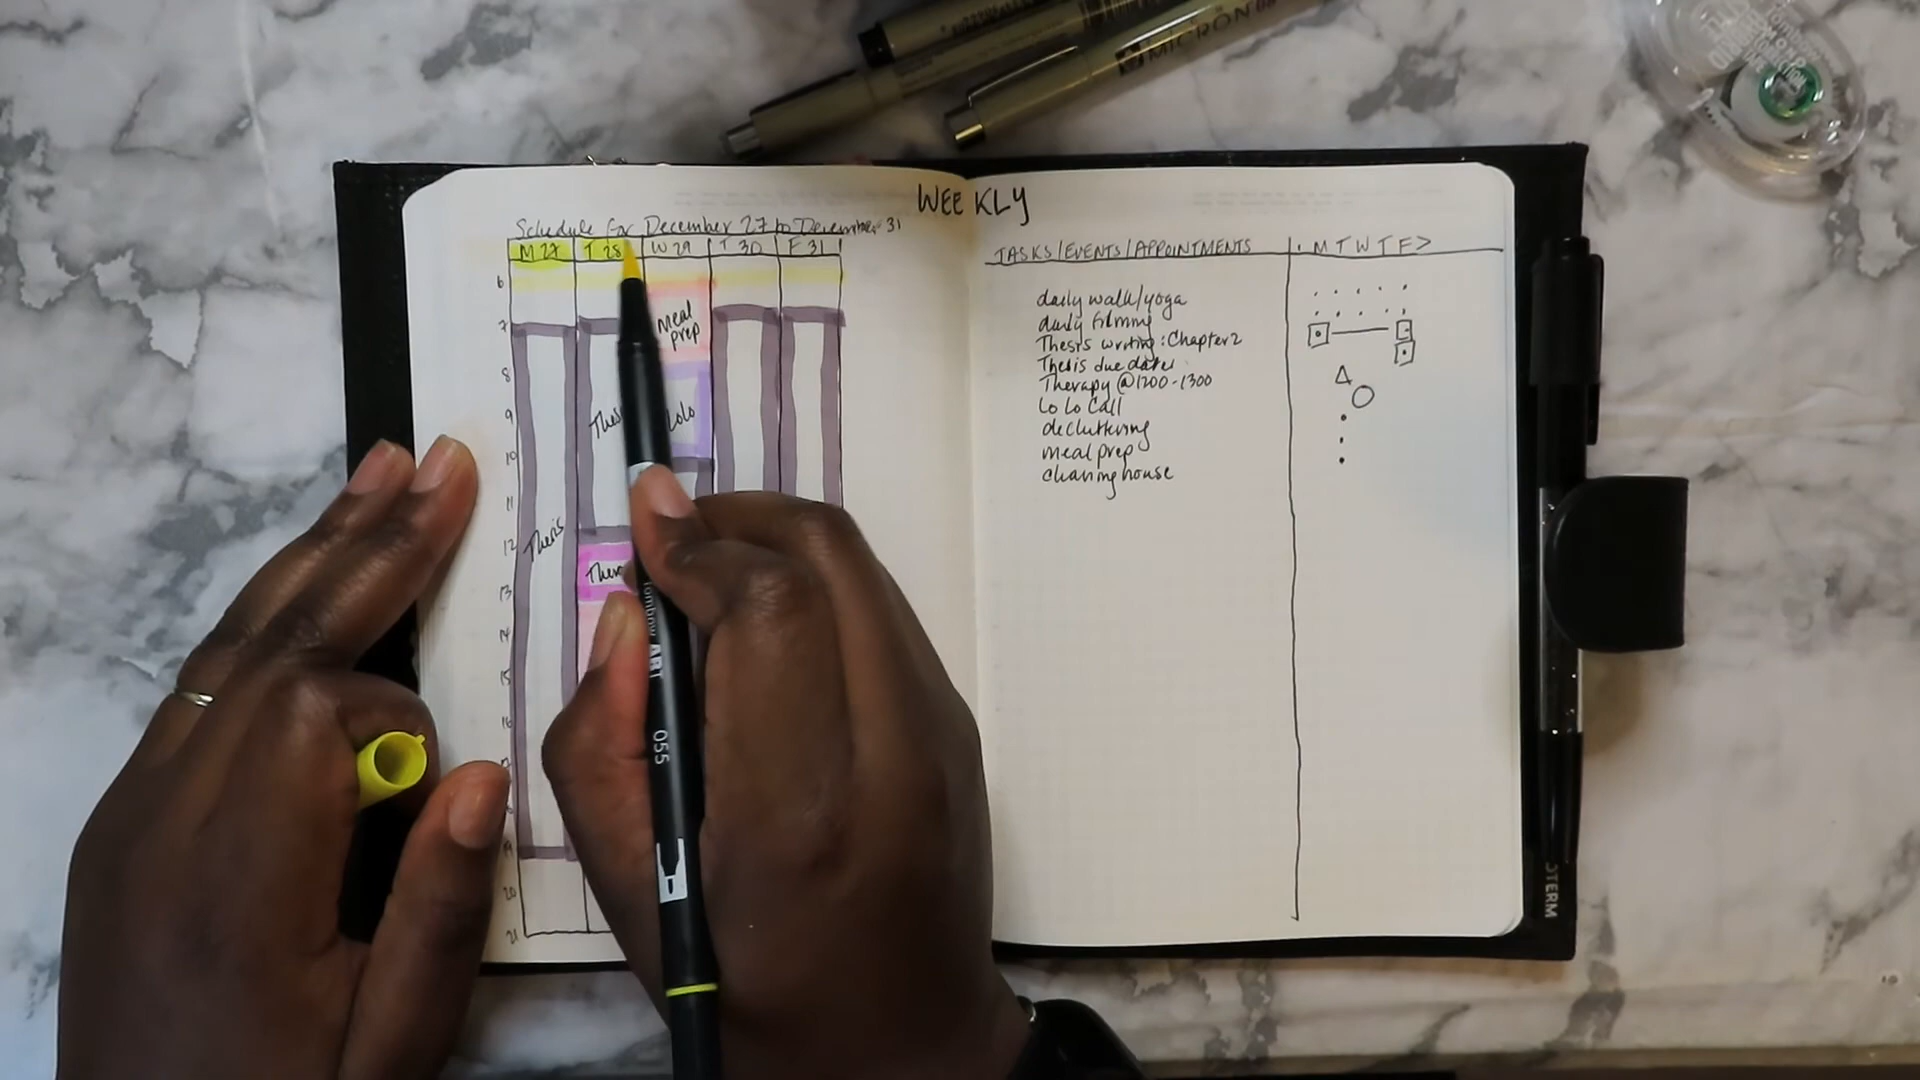 WEEKLY
Schedule for December 27 to December 31
M 27 T 28 W 29 T 30 F 31
6
7
8
9
10
11
12
13
14
15
16
19
20
21
Meal
prep
Lolo
Thesis
TASKS/EVENTS/APPOINTMENTS . M T W T F >
daily walk/yoga
daily filming
Thesis writing: Chapter 2
Thesis due date
Therapy @1200-1300
Lo Lo Call
decluttering
meal prep
cleaning house
MICRON
Tombow ART
055